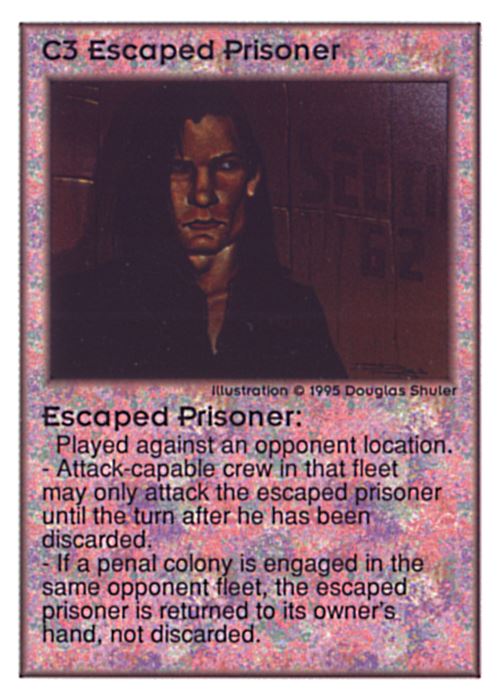 C3 Escaped Prisoner
SECTI
62
Illustration © 1995 Douglas Shuler
Escaped Prisoner:
Played against an opponent location.
- Attack-capable crew in that fleet
may only attack the escaped prisoner
until the turn after he has been
discarded.
- If a penal colony is engaged in the
same opponent fleet, the escaped
prisoner is returned to its owner's
hand, not discarded.